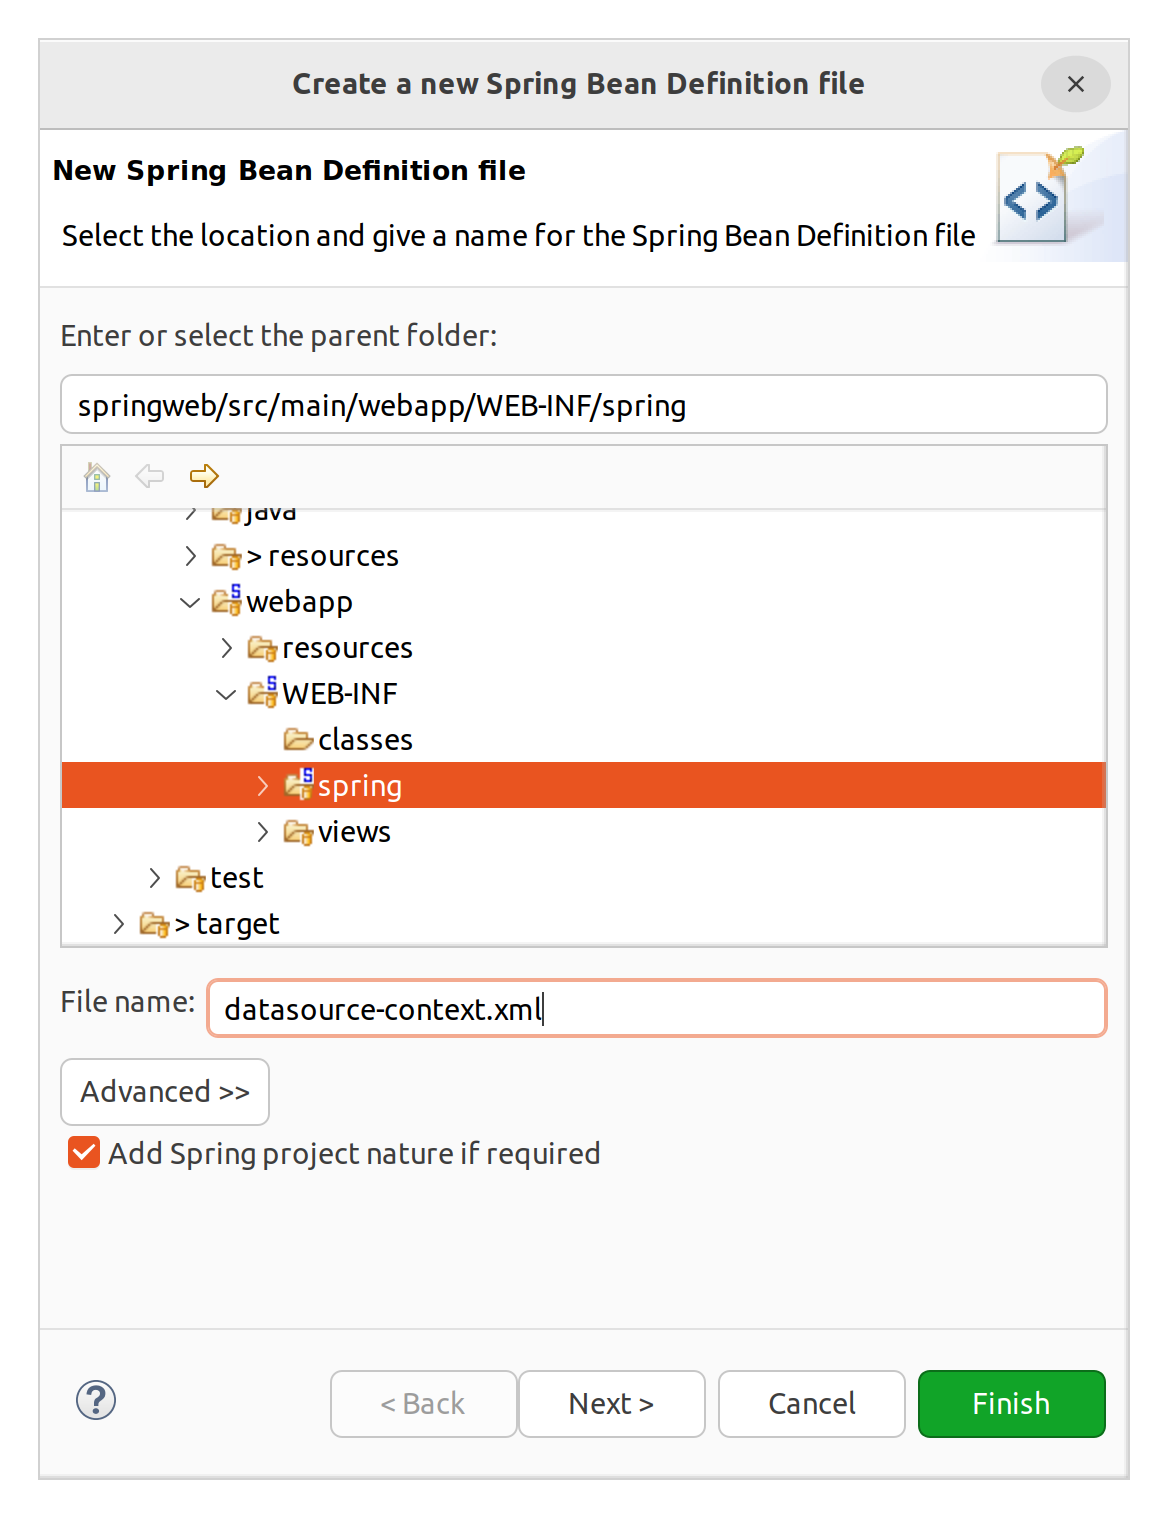 Create a new Spring Bean Definition file
New Spring Bean Definition file
Select the location and give a name for the Spring Bean Definition file
Enter or select the parent folder:
springweb/src/main/webapp/WEB-INF/spring
java
> resources
webapp
resources
WEB-INF
classes
spring
views
test
> target
File name: datasource-context.xml
Advanced >>
Add Spring project nature if required
< Back Next > Cancel Finish